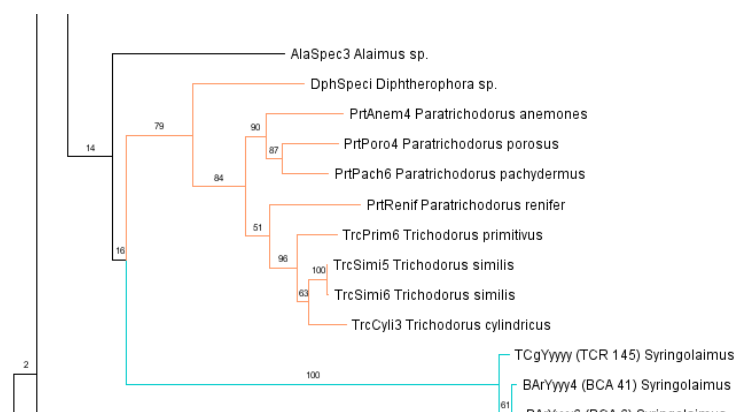 AlaSpec3 Alaimus sp.
DphSpeci Diphtherophora sp.
79
90
PrtAnem4 Paratrichodorus anemones
14
87
PrtPoro4 Paratrichodorus porosus
84
PrtPach6 Paratrichodorus pachydermus
51
PrtRenif Paratrichodorus renifer
16
TrcPrim6 Trichodorus primitivus
96
100
TrcSimi5 Trichodorus similis
63
TrcSimi6 Trichodorus similis
TrcCyli3 Trichodorus cylindricus
2
TCgYyyy (TCR 145) Syringolaimus
100
BArYyy4 (BCA 41) Syringolaimus
61